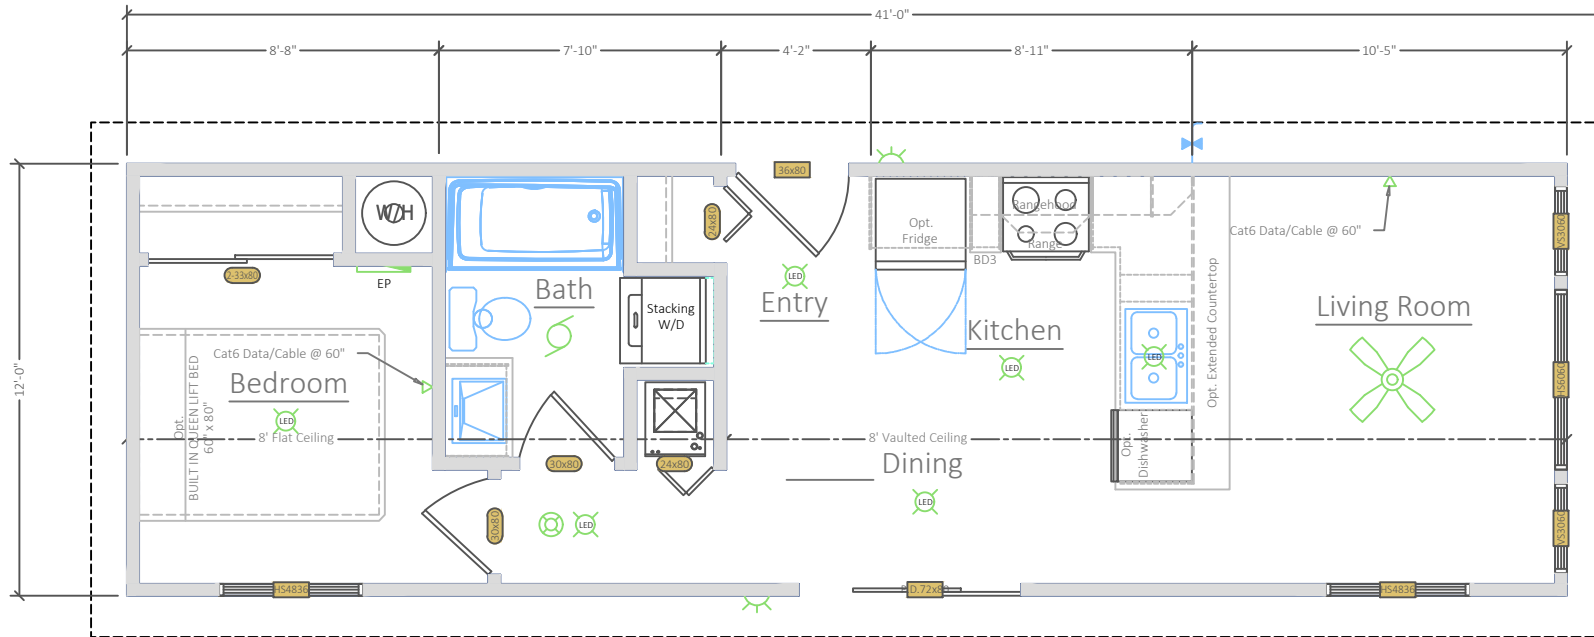 41'-0"
8'-8"
7'-10"
4'-2"
8'-11"
10'-5"
12'-0"
36x80
W/H
24x80
Opt.
Fridge
Rangehood
Range
BD3
Cat6 Data/Cable @ 60"
VS3060
2-33x80
EP
LED
Bath
Entry
Stacking
W/D
Kitchen
Living Room
Opt. Extended Countertop
LED
LED
HS6060
Cat6 Data/Cable @ 60"
Bedroom
Opt.
BUILT IN QUEEN LIFT BED
60" x 80"
LED
8' Flat Ceiling
8' Vaulted Ceiling
Opt.
Dishwasher
30x80
24x80
Dining
LED
30x80
LED
VS3060
HS4836
HS4836